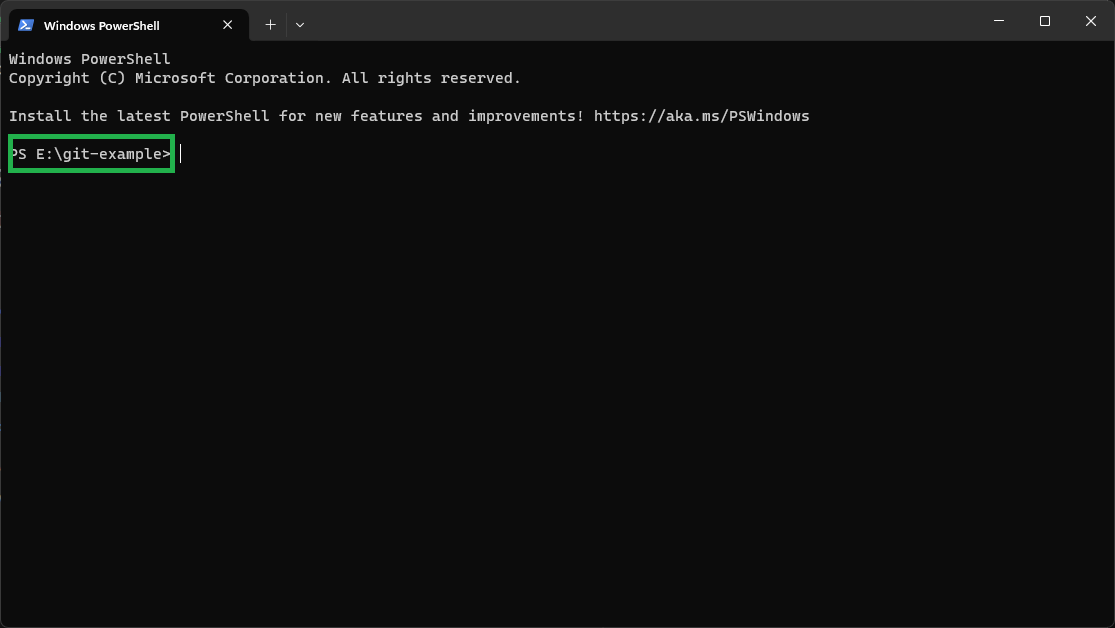 Windows PowerShell
Windows PowerShell
Copyright (C) Microsoft Corporation. All rights reserved.
Install the latest PowerShell for new features and improvements! https://aka.ms/PSWindows
PS E:\git-example>